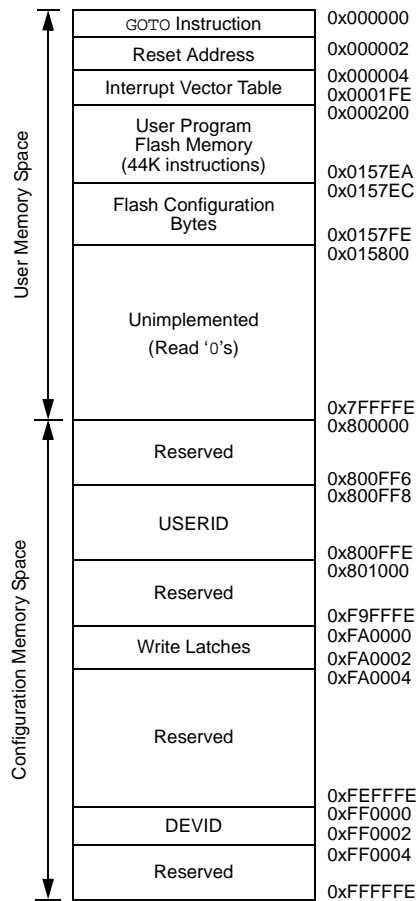 GOTO Instruction
0x000000
Reset Address
0x000002
Interrupt Vector Table
0x000004
0x0001FE
User Program
Flash Memory
(44K instructions)
0x000200
0x0157EA
Flash Configuration
Bytes
0x0157EC
0x0157FE
Unimplemented
(Read ‘0’s)
0x015800
0x7FFFFE
User Memory Space
Reserved
0x800000
0x800FF6
USERID
0x800FF8
0x800FFE
Reserved
0x801000
0xF9FFFE
Write Latches
0xFA0000
0xFA0002
Reserved
0xFA0004
0xFEFFFE
DEVID
0xFF0000
0xFF0002
Reserved
0xFF0004
0xFFFFFE
Configuration Memory Space